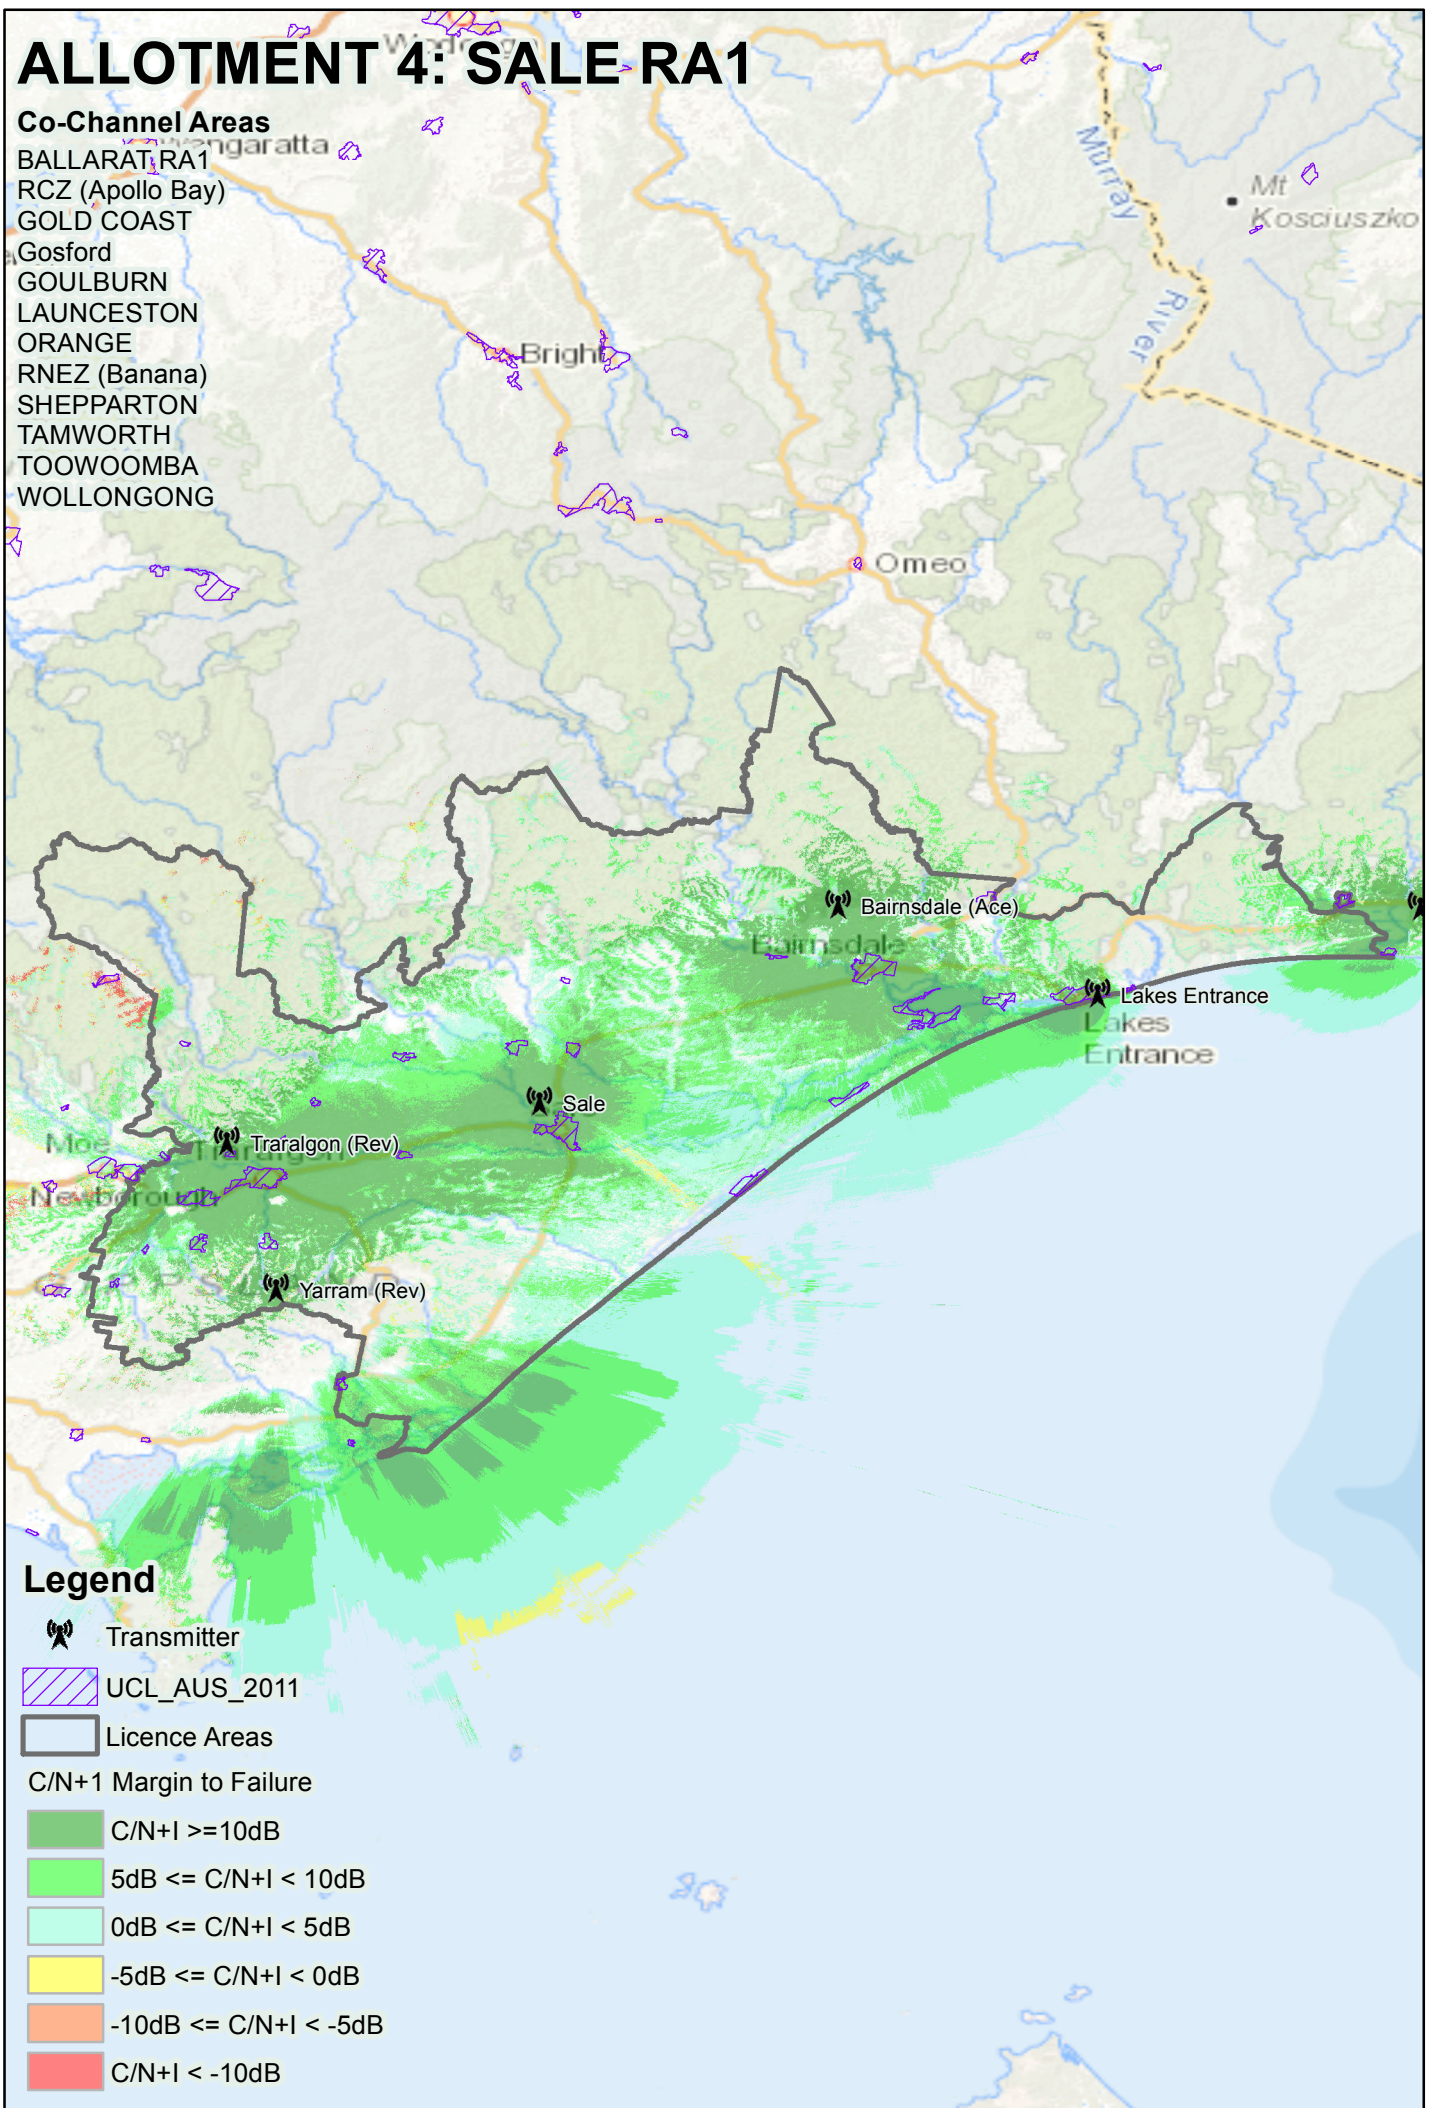 ALLOTMENT 4: SALE RA1
Co-Channel Areas
BALLARAT RA1
RCZ (Apollo Bay)
GOLD COAST
Gosford
GOULBURN
LAUNCESTON
ORANGE
RNEZ (Banana)
SHEPPARTON
TAMWORTH
TOOWOOMBA
WOLLONGONG
Murray
River
Mt
Kosciuszko
Bright
Omeo
Bairnsdale (Ace)
Bairnsdale
Lakes Entrance
Lakes
Entrance
Sale
Moe
Traralgon (Rev)
Traralgon
Newborough
Yarram (Rev)
Legend
Transmitter
UCL_AUS_2011
Licence Areas
C/N+1 Margin to Failure
C/N+I >=10dB
5dB <= C/N+I < 10dB
0dB <= C/N+I < 5dB
-5dB <= C/N+I < 0dB
-10dB <= C/N+I < -5dB
C/N+I < -10dB